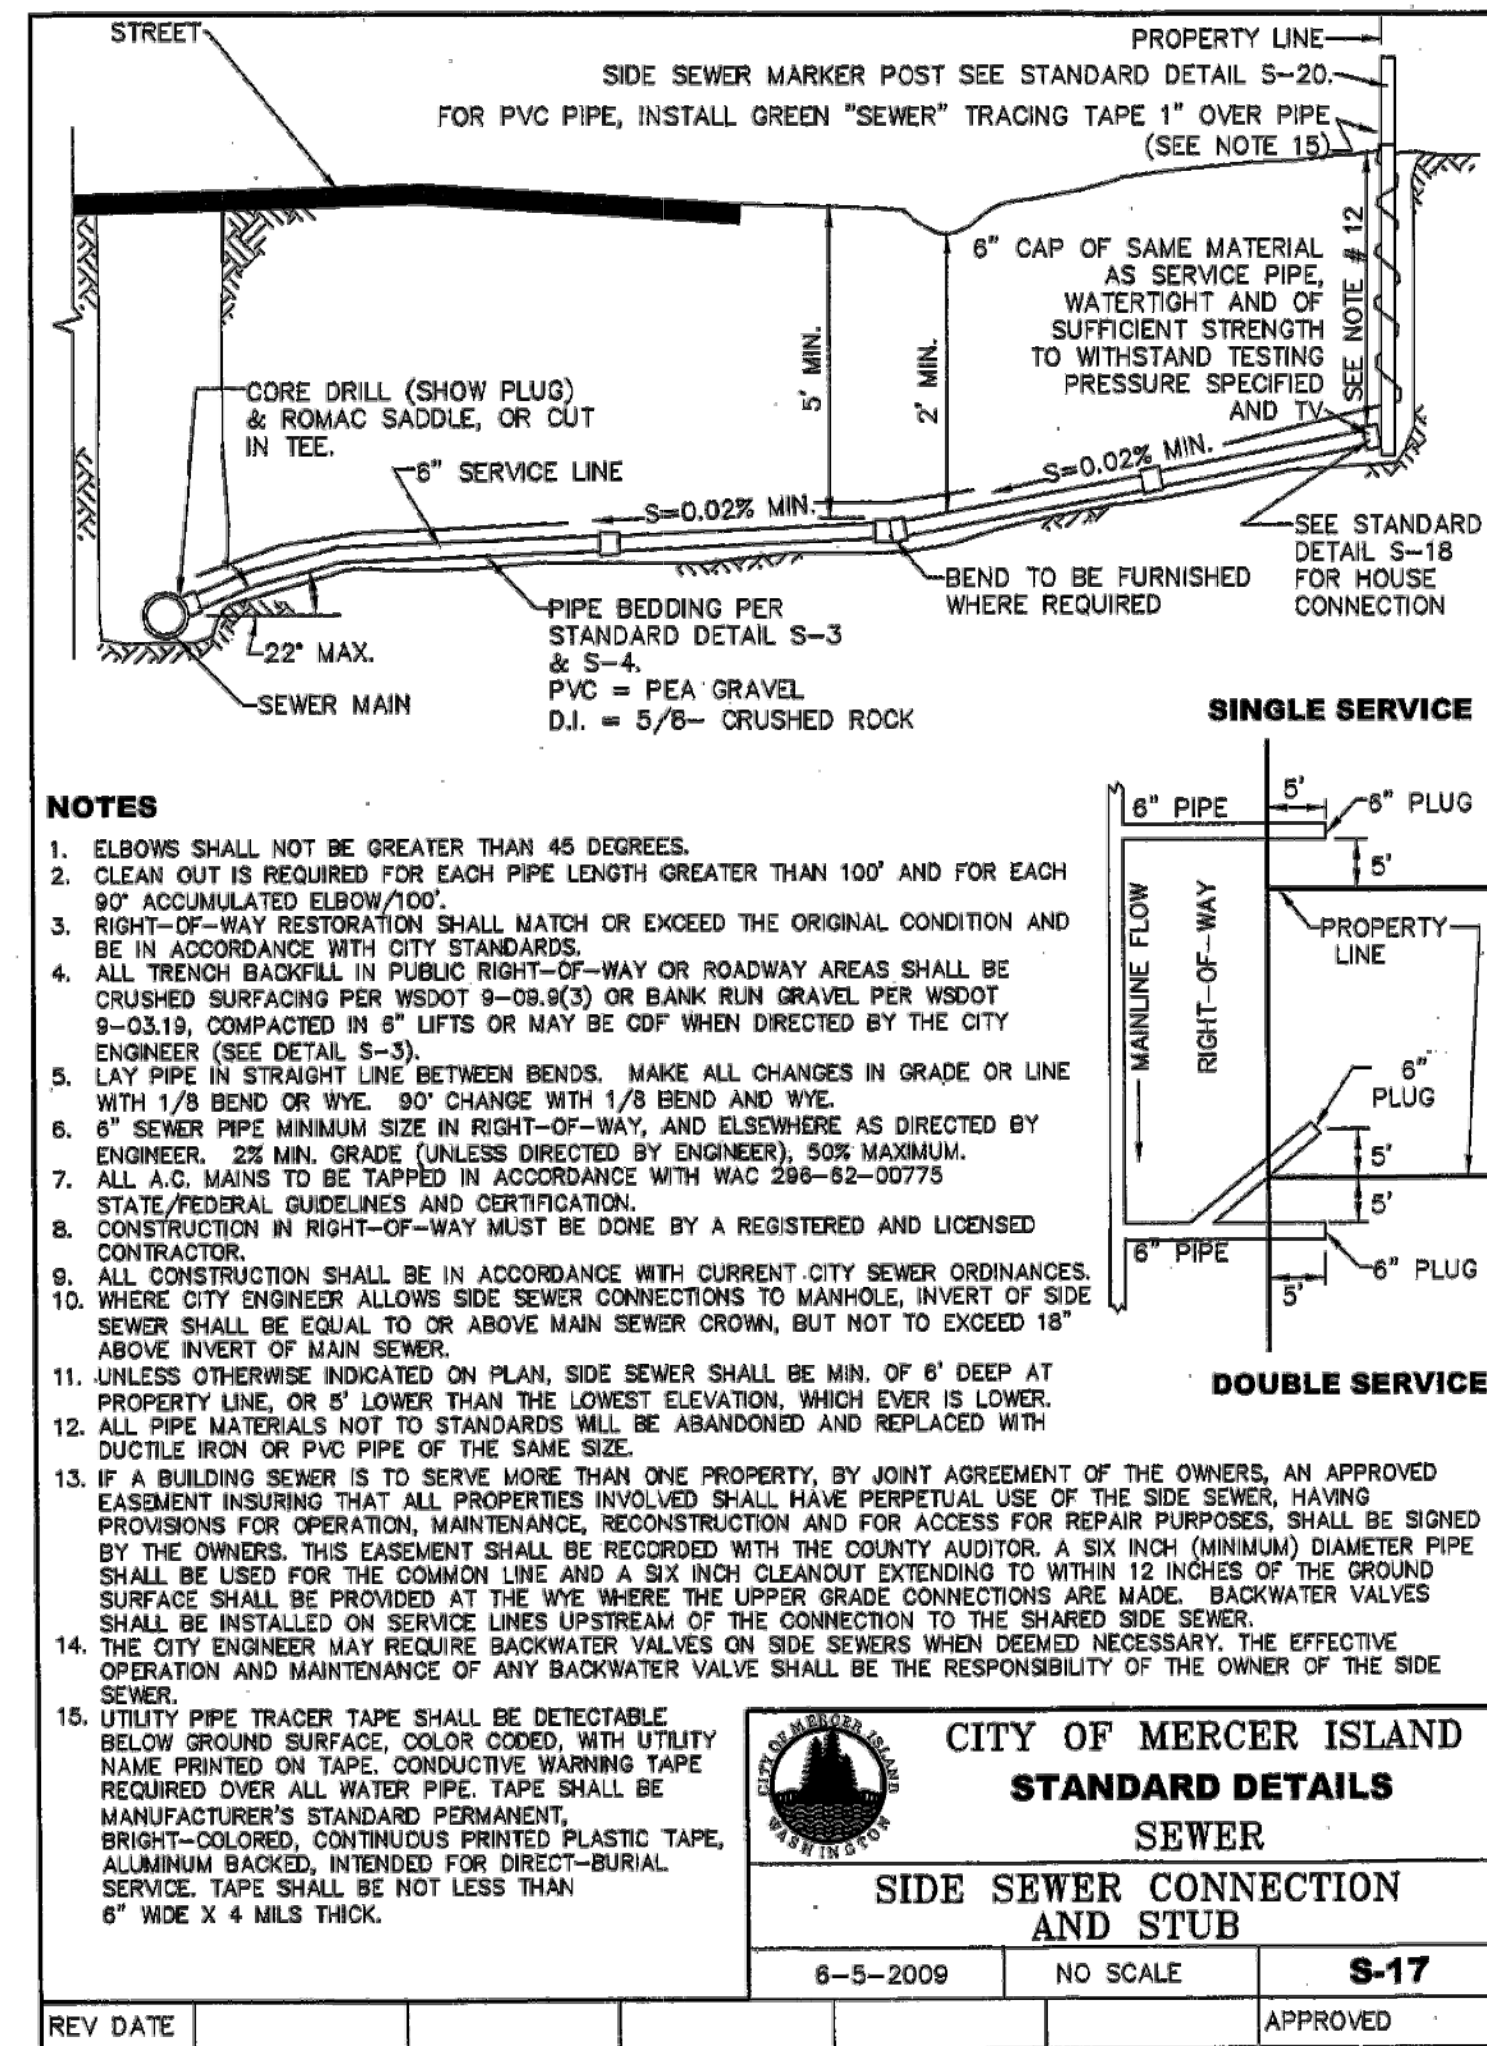 STREET
PROPERTY LINE
SIDE SEWER MARKER POST SEE STANDARD DETAIL S-20.
FOR PVC PIPE, INSTALL GREEN "SEWER" TRACING TAPE 1" OVER PIPE
(SEE NOTE 15)
6" CAP OF SAME MATERIAL
AS SERVICE PIPE,
WATERTIGHT AND OF
SUFFICIENT STRENGTH
TO WITHSTAND TESTING
PRESSURE SPECIFIED
AND TV
SEE NOTE # 12
5' MIN.
2' MIN.
CORE DRILL (SHOW PLUG)
& ROMAC SADDLE, OR CUT
IN TEE.
6" SERVICE LINE
S=0.02% MIN.
S=0.02% MIN.
SEE STANDARD
DETAIL S-18
FOR HOUSE
CONNECTION
BEND TO BE FURNISHED
WHERE REQUIRED
PIPE BEDDING PER
STANDARD DETAIL S-3
& S-4.
PVC = PEA GRAVEL
D.I. = 5/8- CRUSHED ROCK
22° MAX.
SEWER MAIN
SINGLE SERVICE
6" PIPE
5'
6" PLUG
5'
MAINLINE FLOW
RIGHT-OF-WAY
PROPERTY
LINE
6"
PLUG
5'
5'
6" PIPE
6" PLUG
5'
DOUBLE SERVICE
NOTES
1. ELBOWS SHALL NOT BE GREATER THAN 45 DEGREES.
2. CLEAN OUT IS REQUIRED FOR EACH PIPE LENGTH GREATER THAN 100' AND FOR EACH
90° ACCUMULATED ELBOW/100'.
3. RIGHT-OF-WAY RESTORATION SHALL MATCH OR EXCEED THE ORIGINAL CONDITION AND
BE IN ACCORDANCE WITH CITY STANDARDS.
4. ALL TRENCH BACKFILL IN PUBLIC RIGHT-OF-WAY OR ROADWAY AREAS SHALL BE
CRUSHED SURFACING PER WSDOT 9-03.9(3) OR BANK RUN GRAVEL PER WSDOT
9-03.19, COMPACTED IN 6" LIFTS OR MAY BE CDF WHEN DIRECTED BY THE CITY
ENGINEER (SEE DETAIL S-3).
5. LAY PIPE IN STRAIGHT LINE BETWEEN BENDS. MAKE ALL CHANGES IN GRADE OR LINE
WITH 1/8 BEND OR WYE. 90° CHANGE WITH 1/8 BEND AND WYE.
6. 6" SEWER PIPE MINIMUM SIZE IN RIGHT-OF-WAY, AND ELSEWHERE AS DIRECTED BY
ENGINEER. 2% MIN. GRADE (UNLESS DIRECTED BY ENGINEER), 50% MAXIMUM.
7. ALL A.C. MAINS TO BE TAPPED IN ACCORDANCE WITH WAC 296-62-00775
STATE/FEDERAL GUIDELINES AND CERTIFICATION.
8. CONSTRUCTION IN RIGHT-OF-WAY MUST BE DONE BY A REGISTERED AND LICENSED
CONTRACTOR.
9. ALL CONSTRUCTION SHALL BE IN ACCORDANCE WITH CURRENT CITY SEWER ORDINANCES.
10. WHERE CITY ENGINEER ALLOWS SIDE SEWER CONNECTIONS TO MANHOLE, INVERT OF SIDE
SEWER SHALL BE EQUAL TO OR ABOVE MAIN SEWER CROWN, BUT NOT TO EXCEED 18"
ABOVE INVERT OF MAIN SEWER.
11. UNLESS OTHERWISE INDICATED ON PLAN, SIDE SEWER SHALL BE MIN. OF 6' DEEP AT
PROPERTY LINE, OR 5' LOWER THAN THE LOWEST ELEVATION, WHICH EVER IS LOWER.
12. ALL PIPE MATERIALS NOT TO STANDARDS WILL BE ABANDONED AND REPLACED WITH
DUCTILE IRON OR PVC PIPE OF THE SAME SIZE.
13. IF A BUILDING SEWER IS TO SERVE MORE THAN ONE PROPERTY, BY JOINT AGREEMENT OF THE OWNERS, AN APPROVED
EASEMENT INSURING THAT ALL PROPERTIES INVOLVED SHALL HAVE PERPETUAL USE OF THE SIDE SEWER, HAVING
PROVISIONS FOR OPERATION, MAINTENANCE, RECONSTRUCTION AND FOR ACCESS FOR REPAIR PURPOSES, SHALL BE SIGNED
BY THE OWNERS. THIS EASEMENT SHALL BE RECORDED WITH THE COUNTY AUDITOR. A SIX INCH (MINIMUM) DIAMETER PIPE
SHALL BE USED FOR THE COMMON LINE AND A SIX INCH CLEANOUT EXTENDING TO WITHIN 12 INCHES OF THE GROUND
SURFACE SHALL BE PROVIDED AT THE WYE WHERE THE UPPER GRADE CONNECTIONS ARE MADE. BACKWATER VALVES
SHALL BE INSTALLED ON SERVICE LINES UPSTREAM OF THE CONNECTION TO THE SHARED SIDE SEWER.
14. THE CITY ENGINEER MAY REQUIRE BACKWATER VALVES ON SIDE SEWERS WHEN DEEMED NECESSARY. THE EFFECTIVE
OPERATION AND MAINTENANCE OF ANY BACKWATER VALVE SHALL BE THE RESPONSIBILITY OF THE OWNER OF THE SIDE
SEWER.
15. UTILITY PIPE TRACER TAPE SHALL BE DETECTABLE
BELOW GROUND SURFACE, COLOR CODED, WITH UTILITY
NAME PRINTED ON TAPE. CONDUCTIVE WARNING TAPE
REQUIRED OVER ALL WATER PIPE. TAPE SHALL BE
MANUFACTURER'S STANDARD PERMANENT,
BRIGHT-COLORED, CONTINUOUS PRINTED PLASTIC TAPE,
ALUMINUM BACKED, INTENDED FOR DIRECT-BURIAL
SERVICE. TAPE SHALL BE NOT LESS THAN
6" WIDE X 4 MILS THICK.
CITY OF MERCER ISLAND
WASHINGTON
CITY OF MERCER ISLAND
STANDARD DETAILS
SEWER
SIDE SEWER CONNECTION
AND STUB
6-5-2009
NO SCALE
S-17
REV DATE
APPROVED